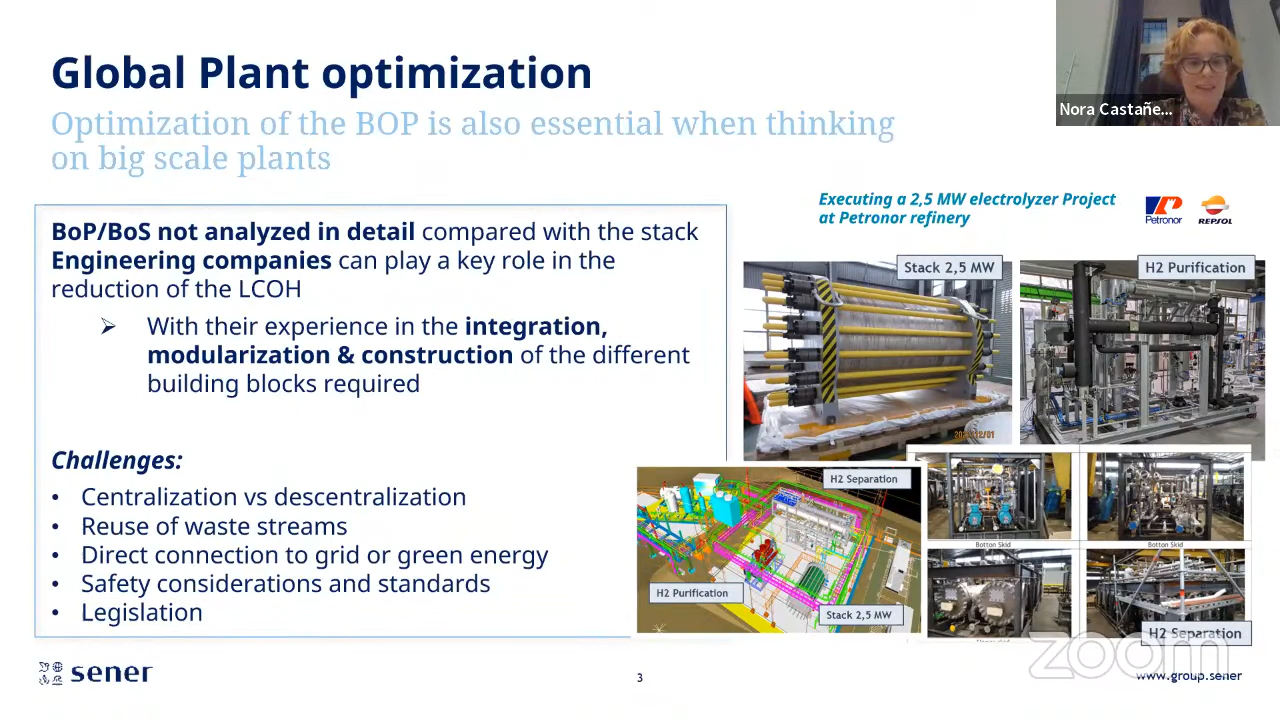 Global Plant optimization
Optimization of the BOP is also essential when thinking
on big scale plants
Nora Castañe...
BoP/BoS not analyzed in detail compared with the stack
Engineering companies can play a key role in the
reduction of the LCOH
➢ With their experience in the integration,
modularization & construction of the different
building blocks required
Challenges:
• Centralization vs descentralization
• Reuse of waste streams
• Direct connection to grid or green energy
• Safety considerations and standards
• Legislation
Executing a 2,5 MW electrolyzer Project
at Petronor refinery
Petronor
REPSOL
Stack 2,5 MW
H2 Purification
H2 Separation
H2 Purification
Stack 2,5 MW
Botton Skid
Botton Skid
H2 Separation
sener
3
zoom
www.group.sener